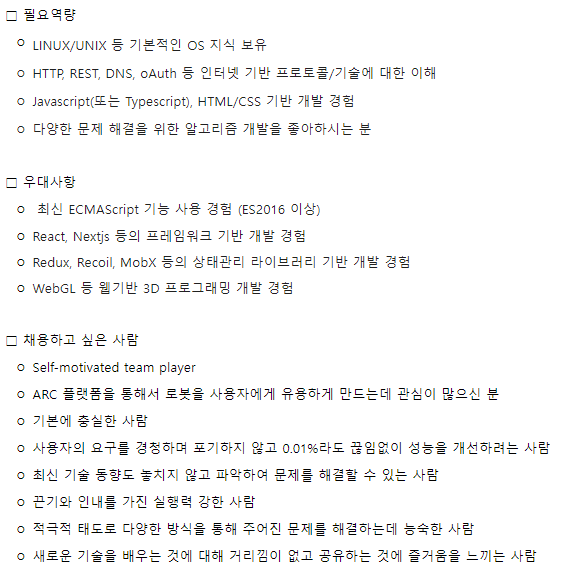 □ 필요역량
○ LINUX/UNIX 등 기본적인 OS 지식 보유
○ HTTP, REST, DNS, oAuth 등 인터넷 기반 프로토콜/기술에 대한 이해
○ Javascript(또는 Typescript), HTML/CSS 기반 개발 경험
○ 다양한 문제 해결을 위한 알고리즘 개발을 좋아하시는 분
□ 우대사항
○ 최신 ECMAScript 기능 사용 경험 (ES2016 이상)
○ React, Nextjs 등의 프레임워크 기반 개발 경험
○ Redux, Recoil, MobX 등의 상태관리 라이브러리 기반 개발 경험
○ WebGL 등 웹기반 3D 프로그래밍 개발 경험
□ 채용하고 싶은 사람
○ Self-motivated team player
○ ARC 플랫폼을 통해서 로봇을 사용자에게 유용하게 만드는데 관심이 많으신 분
○ 기본에 충실한 사람
○ 사용자의 요구를 경청하며 포기하지 않고 0.01%라도 끊임없이 성능을 개선하려는 사람
○ 최신 기술 동향도 놓치지 않고 파악하여 문제를 해결할 수 있는 사람
○ 끈기와 인내를 가진 실행력 강한 사람
○ 적극적 태도로 다양한 방식을 통해 주어진 문제를 해결하는데 능숙한 사람
○ 새로운 기술을 배우는 것에 대해 거리낌이 없고 공유하는 것에 즐거움을 느끼는 사람